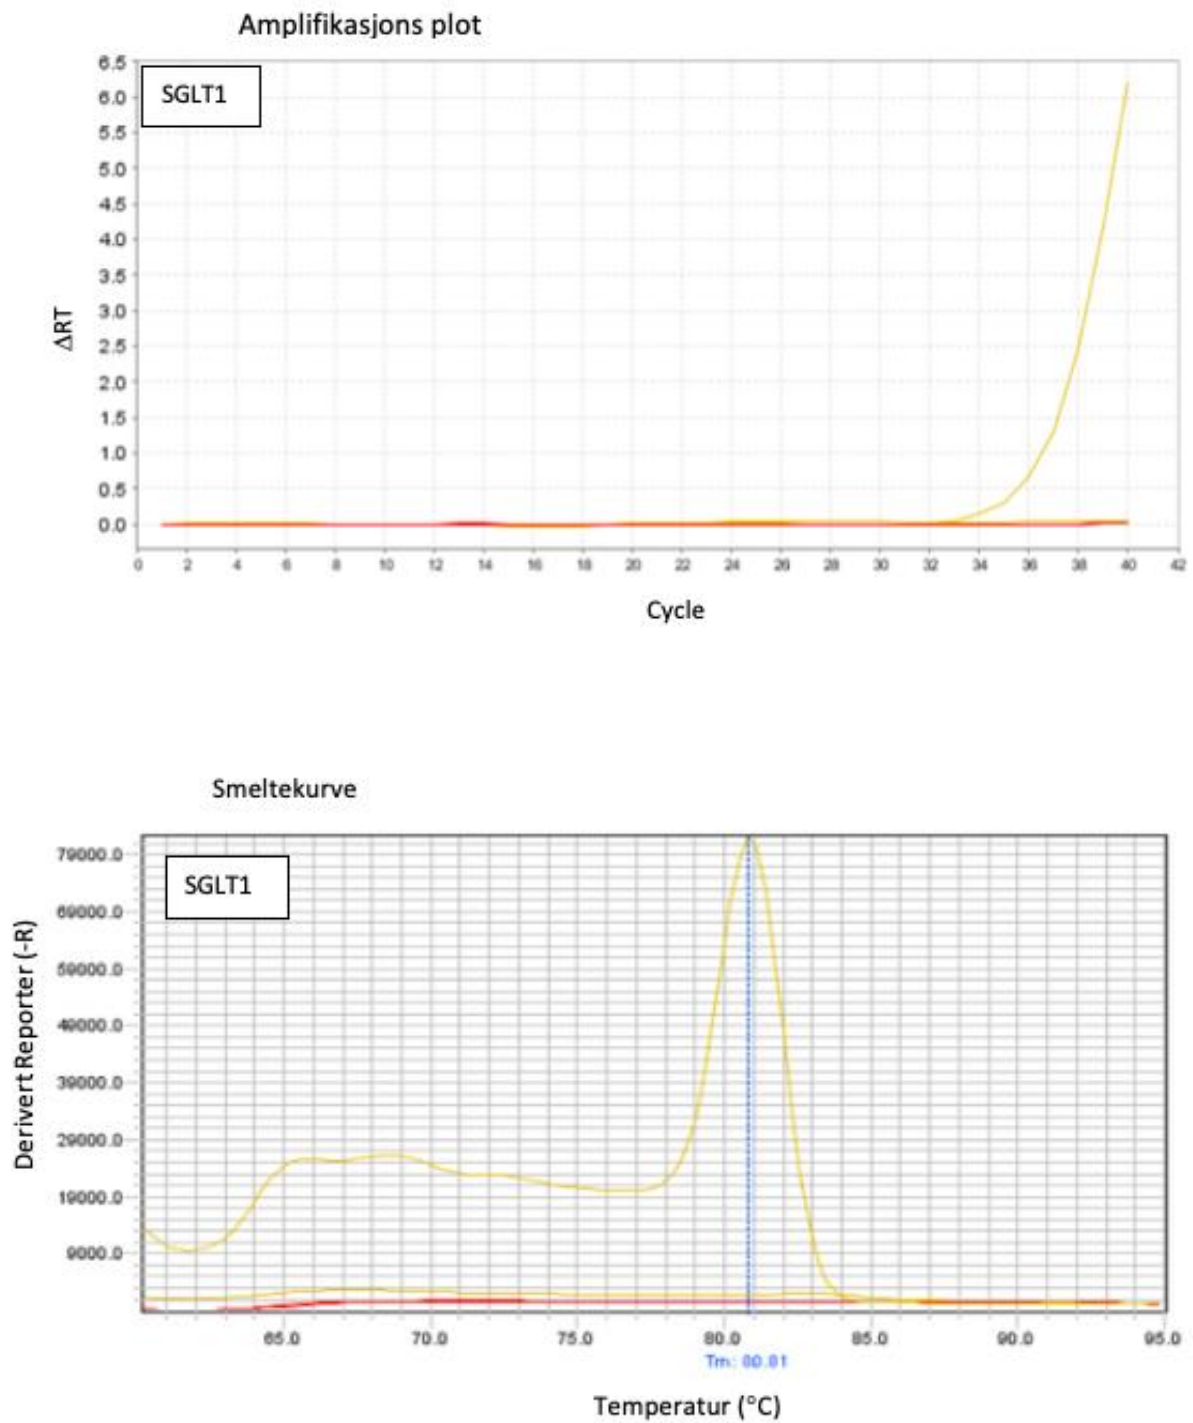 Amplifikasjons plot
SGLT1
6.5
6.0
5.5
5.0
4.5
4.0
3.5
3.0
2.5
2.0
1.5
1.0
0.5
0.0
ΔRT
0 2 4 6 8 10 12 14 16 18 20 22 24 26 28 30 32 34 36 38 40 42
Cycle
Smeltekurve
SGLT1
79000.0
69000.0
59000.0
49000.0
39000.0
29000.0
19000.0
9000.0
Derivert Reporter (-R)
65.0 70.0 75.0 80.0 85.0 90.0 95.0
Tm: 80.81
Temperatur (°C)